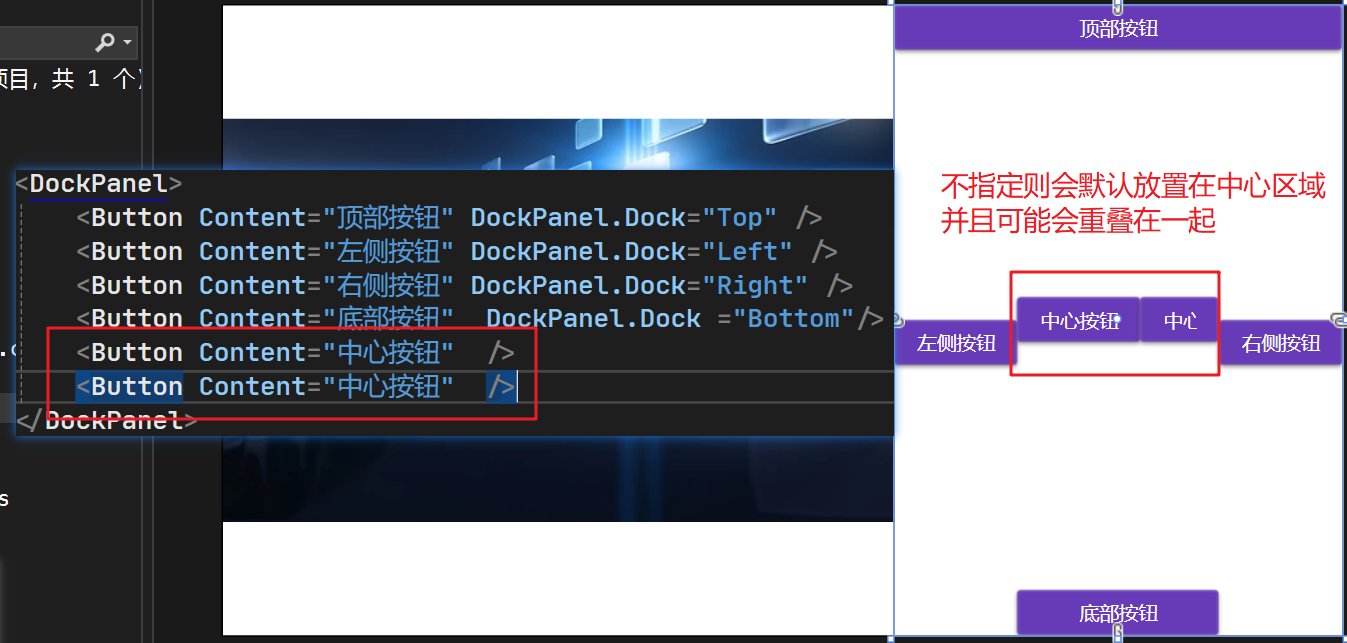 项目, 共 1 个)
<DockPanel>
<Button Content="顶部按钮" DockPanel.Dock="Top" />
<Button Content="左侧按钮" DockPanel.Dock="Left" />
<Button Content="右侧按钮" DockPanel.Dock="Right" />
<Button Content="底部按钮" DockPanel.Dock ="Bottom"/>
<Button Content="中心按钮" />
<Button Content="中心按钮" />
</DockPanel>
s
顶部按钮
不指定则会默认放置在中心区域
并且可能会重叠在一起
中心按钮 中心
左侧按钮 右侧按钮
底部按钮